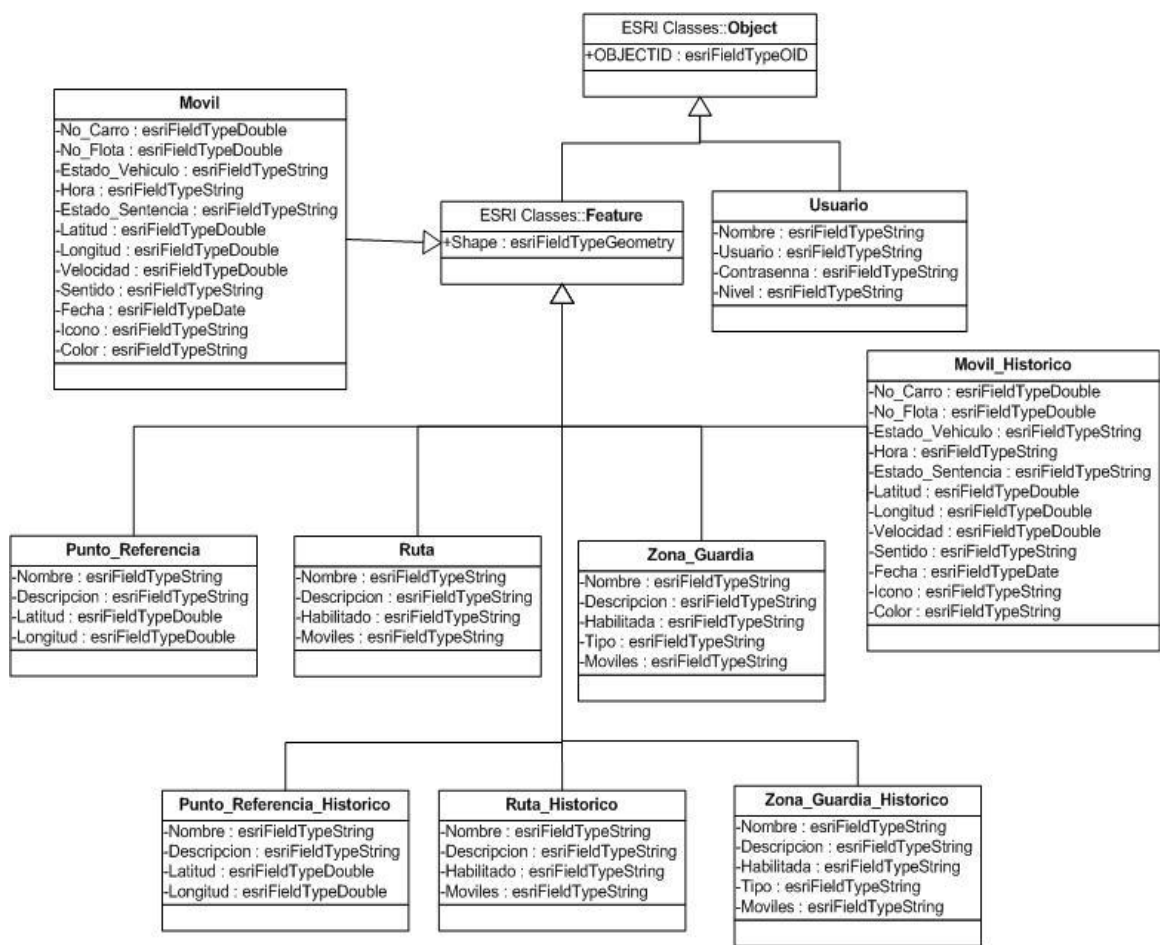 ESRI Classes::Object
+OBJECTID : esriFieldTypeOID
Movil
-No_Carro : esriFieldTypeDouble
-No_Flota : esriFieldTypeDouble
-Estado_Vehiculo : esriFieldTypeString
-Hora : esriFieldTypeString
-Estado_Sentencia : esriFieldTypeString
-Latitud : esriFieldTypeDouble
-Longitud : esriFieldTypeDouble
-Velocidad : esriFieldTypeDouble
-Sentido : esriFieldTypeString
-Fecha : esriFieldTypeDate
-Icono : esriFieldTypeString
-Color : esriFieldTypeString
ESRI Classes::Feature
+Shape : esriFieldTypeGeometry
Usuario
-Nombre : esriFieldTypeString
-Usuario : esriFieldTypeString
-Contrasenna : esriFieldTypeString
-Nivel : esriFieldTypeString
Movil_Historico
-No_Carro : esriFieldTypeDouble
-No_Flota : esriFieldTypeDouble
-Estado_Vehiculo : esriFieldTypeString
-Hora : esriFieldTypeString
-Estado_Sentencia : esriFieldTypeString
-Latitud : esriFieldTypeDouble
-Longitud : esriFieldTypeDouble
-Velocidad : esriFieldTypeDouble
-Sentido : esriFieldTypeString
-Fecha : esriFieldTypeDate
-Icono : esriFieldTypeString
-Color : esriFieldTypeString
Punto_Referencia
-Nombre : esriFieldTypeString
-Descripcion : esriFieldTypeString
-Latitud : esriFieldTypeDouble
-Longitud : esriFieldTypeDouble
Ruta
-Nombre : esriFieldTypeString
-Descripcion : esriFieldTypeString
-Habilitado : esriFieldTypeString
-Moviles : esriFieldTypeString
Zona_Guardia
-Nombre : esriFieldTypeString
-Descripcion : esriFieldTypeString
-Habilitada : esriFieldTypeString
-Tipo : esriFieldTypeString
-Moviles : esriFieldTypeString
Punto_Referencia_Historico
-Nombre : esriFieldTypeString
-Descripcion : esriFieldTypeString
-Latitud : esriFieldTypeDouble
-Longitud : esriFieldTypeDouble
Ruta_Historico
-Nombre : esriFieldTypeString
-Descripcion : esriFieldTypeString
-Habilitado : esriFieldTypeString
-Moviles : esriFieldTypeString
Zona_Guardia_Historico
-Nombre : esriFieldTypeString
-Descripcion : esriFieldTypeString
-Habilitada : esriFieldTypeString
-Tipo : esriFieldTypeString
-Moviles : esriFieldTypeString